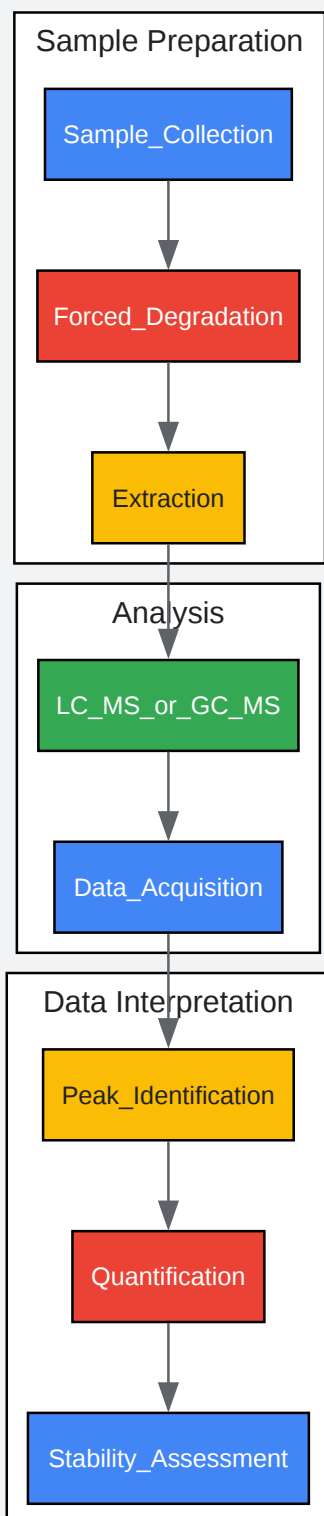 Sample Preparation
Sample_Collection
Forced_Degradation
Extraction
Analysis
LC_MS_or_GC_MS
Data_Acquisition
Data Interpretation
Peak_Identification
Quantification
Stability_Assessment